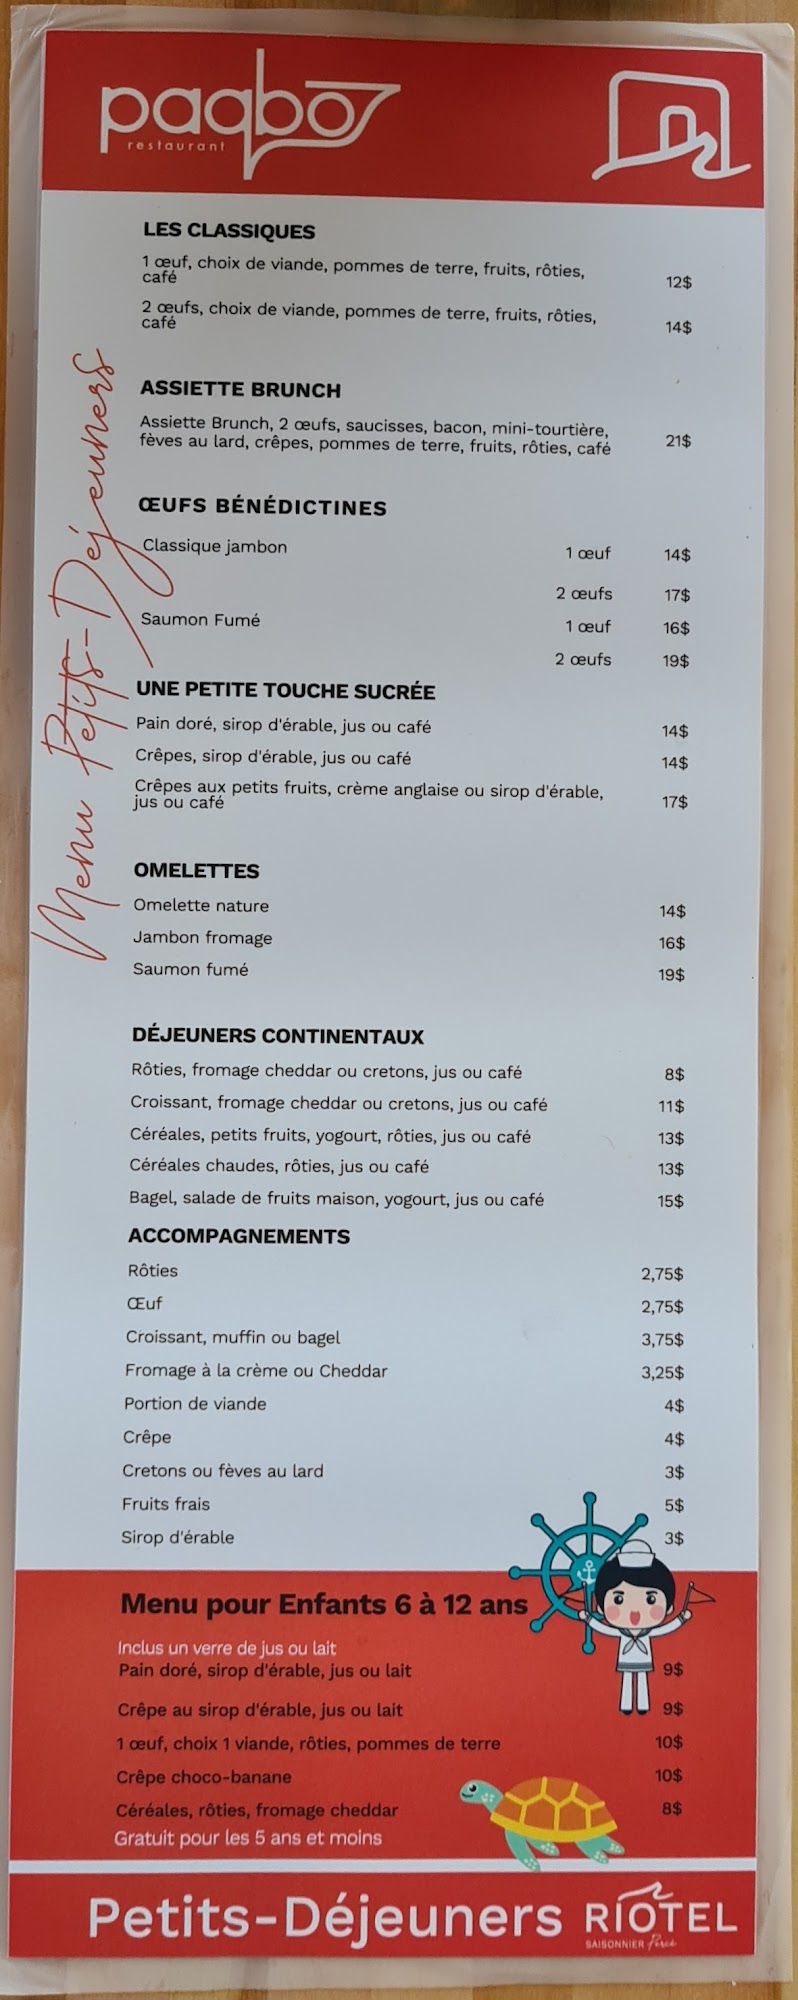 paqbo
restaurant
Menu Petits-Déjeuners
LES CLASSIQUES
1 œuf, choix de viande, pommes de terre, fruits, rôties,
café 12$
2 œufs, choix de viande, pommes de terre, fruits, rôties,
café 14$
ASSIETTE BRUNCH
Assiette Brunch, 2 œufs, saucisses, bacon, mini-tourtière,
fèves au lard, crêpes, pommes de terre, fruits, rôties, café 21$
ŒUFS BÉNÉDICTINES
Classique jambon 1 œuf 14$
2 œufs 17$
Saumon Fumé 1 œuf 16$
2 œufs 19$
UNE PETITE TOUCHE SUCRÉE
Pain doré, sirop d'érable, jus ou café 14$
Crêpes, sirop d'érable, jus ou café 14$
Crêpes aux petits fruits, crème anglaise ou sirop d'érable,
jus ou café 17$
OMELETTES
Omelette nature 14$
Jambon fromage 16$
Saumon fumé 19$
DÉJEUNERS CONTINENTAUX
Rôties, fromage cheddar ou cretons, jus ou café 8$
Croissant, fromage cheddar ou cretons, jus ou café 11$
Céréales, petits fruits, yogourt, rôties, jus ou café 13$
Céréales chaudes, rôties, jus ou café 13$
Bagel, salade de fruits maison, yogourt, jus ou café 15$
ACCOMPAGNEMENTS
Rôties 2,75$
Œuf 2,75$
Croissant, muffin ou bagel 3,75$
Fromage à la crème ou Cheddar 3,25$
Portion de viande 4$
Crêpe 4$
Cretons ou fèves au lard 3$
Fruits frais 5$
Sirop d'érable 3$
Menu pour Enfants 6 à 12 ans
Inclus un verre de jus ou lait
Pain doré, sirop d'érable, jus ou lait 9$
Crêpe au sirop d'érable, jus ou lait 9$
1 œuf, choix 1 viande, rôties, pommes de terre 10$
Crêpe choco-banane 10$
Céréales, rôties, fromage cheddar 8$
Gratuit pour les 5 ans et moins
Petits-Déjeuners RIOTEL
SAISONNIER Percé